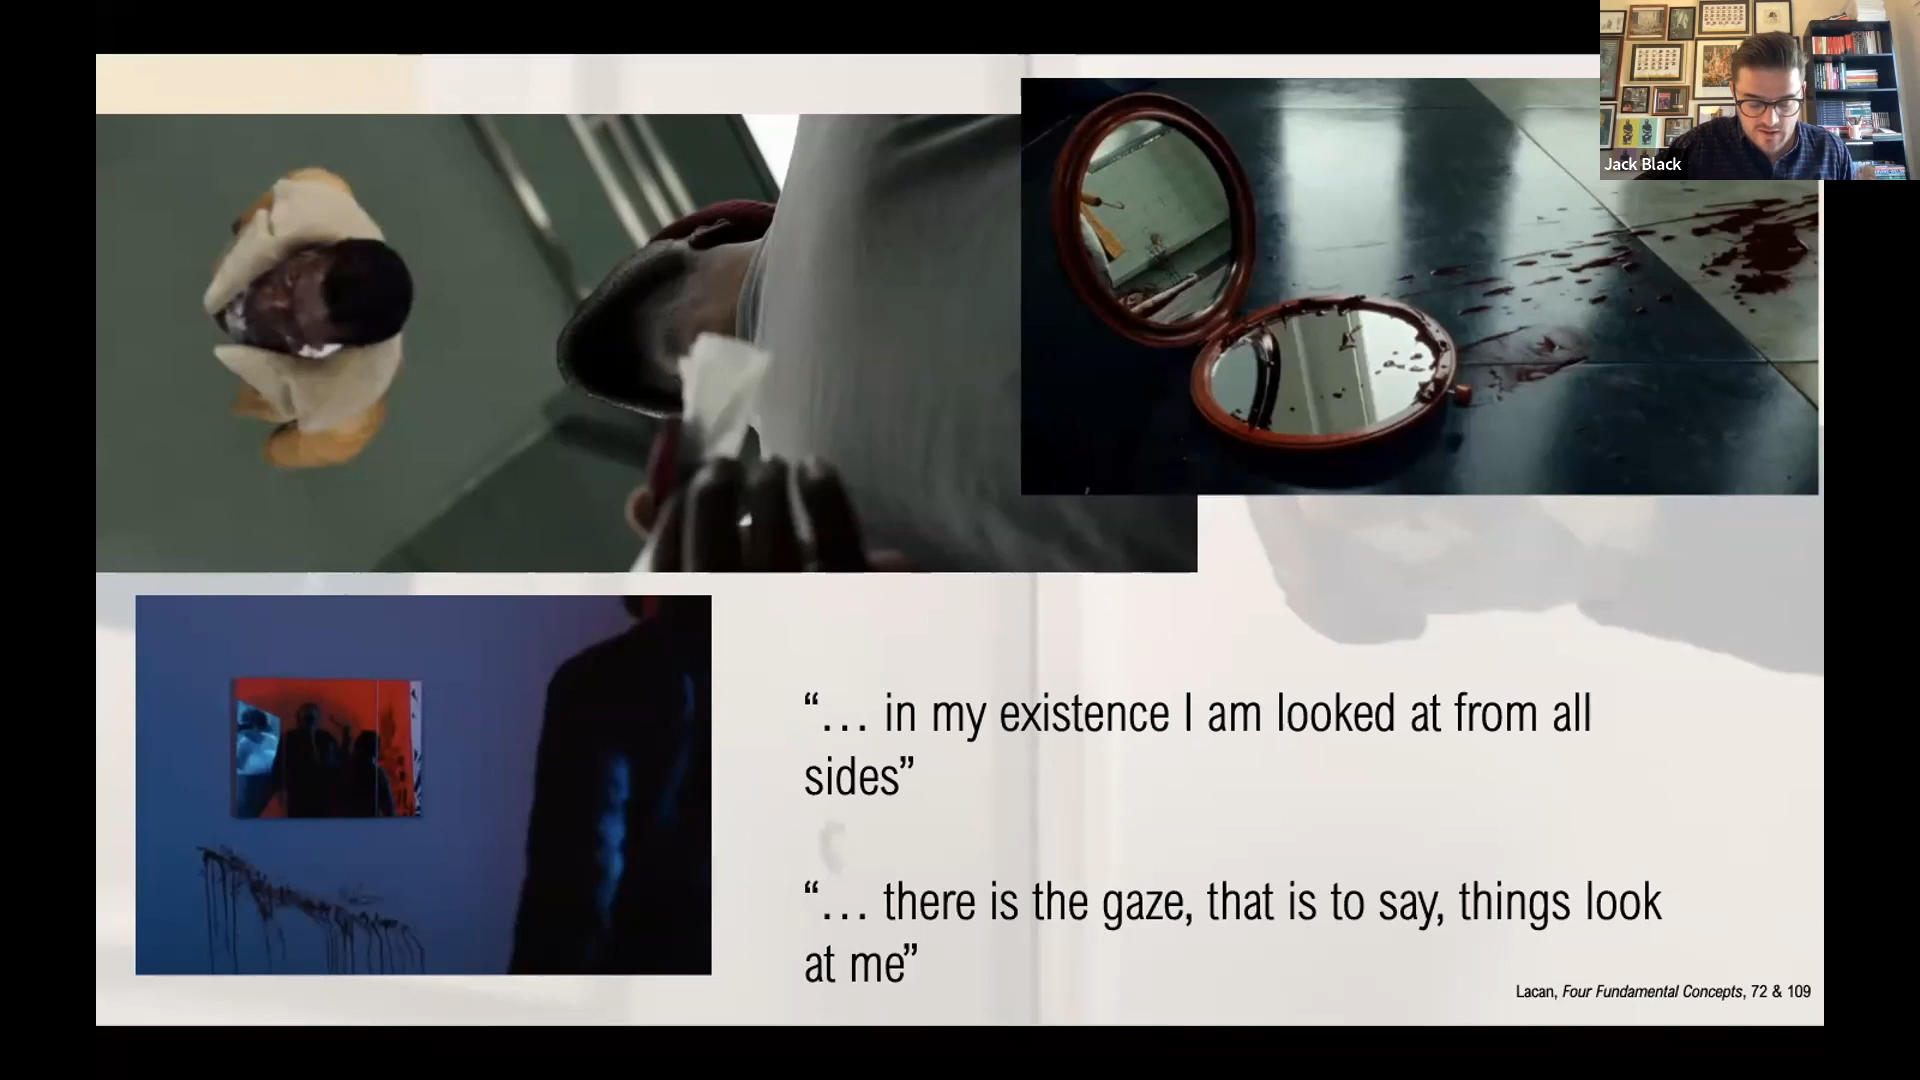 Jack Black
“… in my existence I am looked at from all
sides”
“… there is the gaze, that is to say, things look
at me”
Lacan, Four Fundamental Concepts, 72 & 109